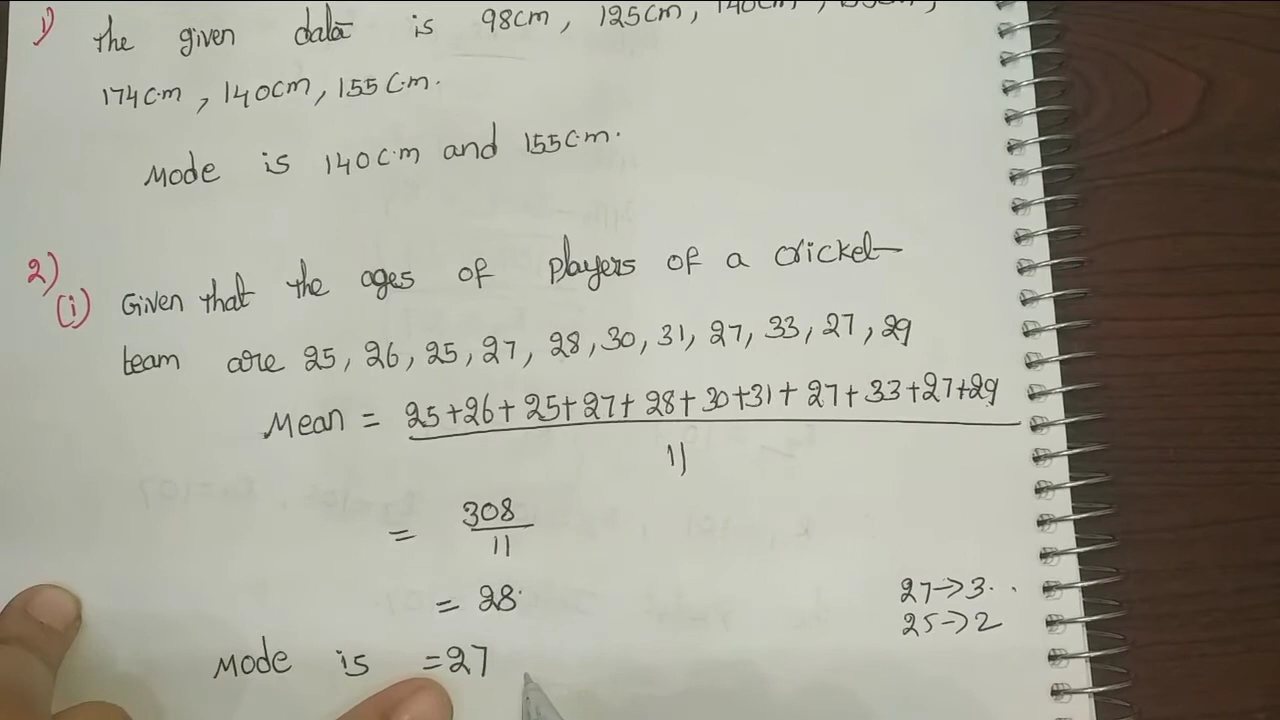 1) the given data is 98cm, 125cm, 140cm,
174cm, 140cm, 155cm.
Mode is 140cm and 155cm.
2)
(i) Given that the ages of players of a cricket
team are 25, 26, 25, 27, 28, 30, 31, 27, 33, 27, 29
Mean = 25+26+25+27+28+30+31+27+33+27+29
11
= 308
11
= 28
27→3
25→2
Mode is =27